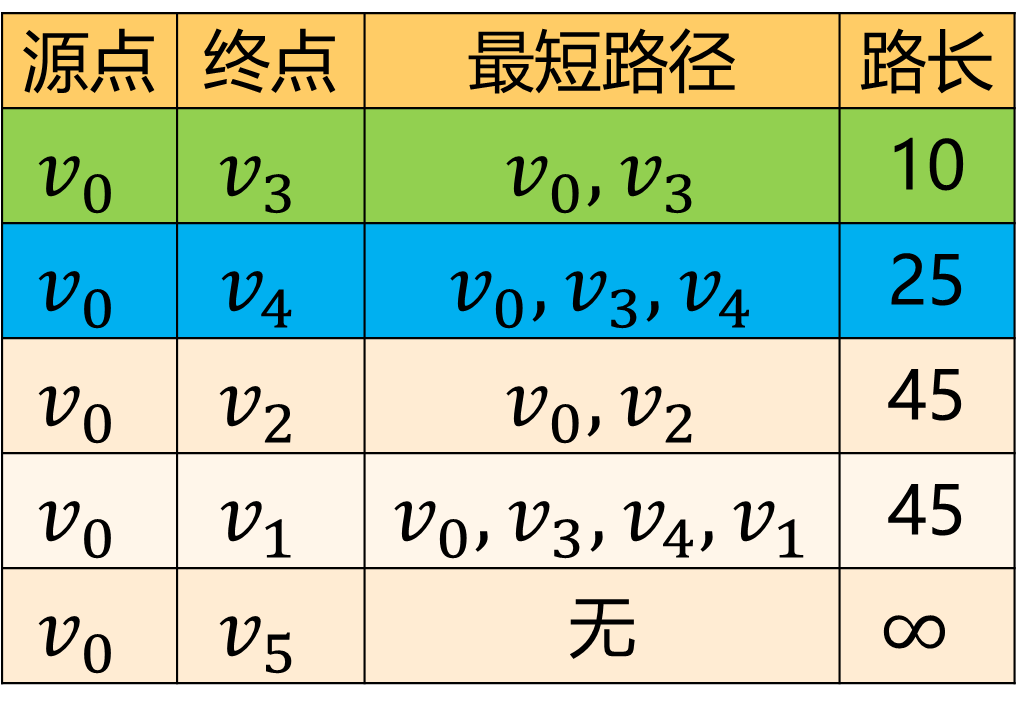 源点 终点 最短路径 路长
v₀ v₃ v₀, v₃ 10
v₀ v₄ v₀, v₃, v₄ 25
v₀ v₂ v₀, v₂ 45
v₀ v₁ v₀, v₃, v₄, v₁ 45
v₀ v₅ 无 ∞